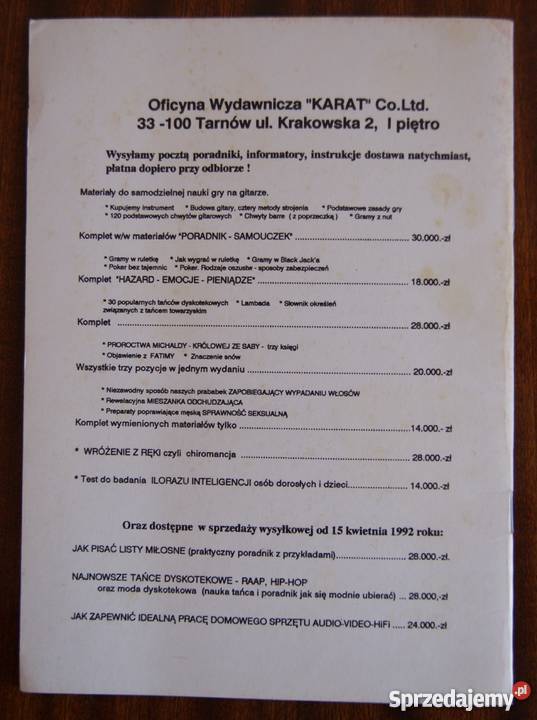 Oficyna Wydawnicza "KARAT" Co.Ltd.
33 -100 Tarnów ul. Krakowska 2, I piętro
Wysyłamy pocztą poradniki, informatory, instrukcje dostawa natychmiast,
płatna dopiero przy odbiorze !
Materiały do samodzielnej nauki gry na gitarze.
* Kupujemy instrument * Budowa gitary, cztery metody strojenia * Podstawowe zasady gry
* 120 podstawowych chwytów gitarowych * Chwyty barre ( z poprzeczką ) * Gramy z nut
Komplet w/w materiałów "PORADNIK - SAMOUCZEK" ........................................ 30.000.-zł
* Gramy w ruletkę * Jak wygrać w ruletkę * Gramy w Black Jack'a
* Poker bez tajemnic * Poker. Rodzaje oszustw - sposoby zabezpieczeń
Komplet "HAZARD - EMOCJE - PIENIĄDZE" ........................................ 18.000.-zł
* 30 popularnych tańców dyskotekowych * Lambada * Słownik określeń
związanych z tańcem towarzyskim
Komplet ........................................ 28.000.-zł
* PROROCTWA MICHALDY - KRÓLOWEJ ZE SABY - trzy księgi
* Objawienie z FATIMY * Znaczenie snów
Wszystkie trzy pozycje w jednym wydaniu ........................................ 20.000.-zł
* Niezawodny sposób naszych prababek ZAPOBIEGAJĄCY WYPADANIU WŁOSÓW
* Rewelacyjna MIESZANKA ODCHUDZAJĄCA
* Preparaty poprawiające męską SPRAWNOŚĆ SEKSUALNĄ
Komplet wymienionych materiałów tylko ........................................ 14.000.- zł
* WRÓŻENIE Z RĘKI czyli chiromancja ........................................ 28.000.-zł
* Test do badania ILORAZU INTELIGENCJI osób dorosłych i dzieci.................... 14.000.-zł
Oraz dostępne w sprzedaży wysyłkowej od 15 kwietnia 1992 roku:
JAK PISAĆ LISTY MIŁOSNE (praktyczny poradnik z przykładami).................... 28.000.-zł.
NAJNOWSZE TAŃCE DYSKOTEKOWE - RAAP, HIP-HOP
oraz moda dyskotekowa (nauka tańca i poradnik jak się modnie ubierać) ... 28.000,-zł
JAK ZAPEWNIĆ IDEALNĄ PRACĘ DOMOWEGO SPRZĘTU AUDIO-VIDEO-HiFi ..... 24.000.-zł
Sprzedajemy.pl